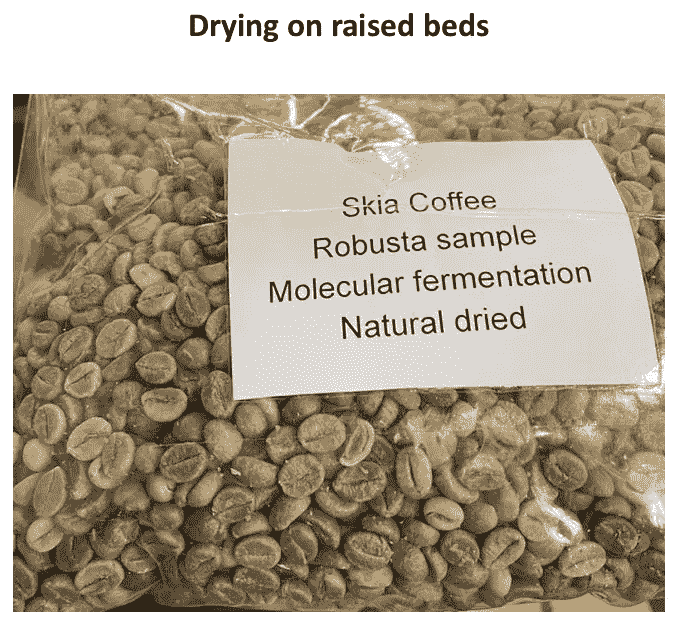 Drying on raised beds
Skia Coffee
Robusta sample
Molecular fermentation
Natural dried